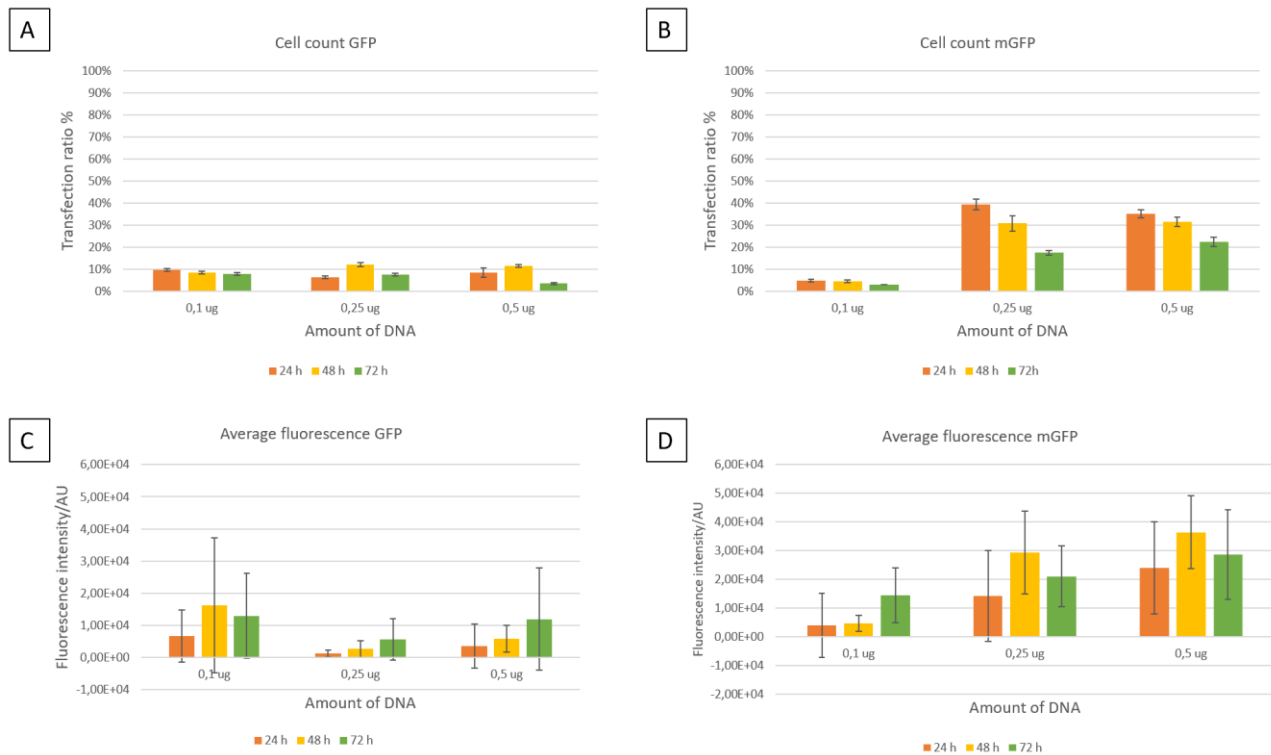 A
Cell count GFP
Transfection ratio %
100%
90%
80%
70%
60%
50%
40%
30%
20%
10%
0%
0,1 ug 0,25 ug 0,5 ug
Amount of DNA
24 h 48 h 72 h
B
Cell count mGFP
Transfection ratio %
100%
90%
80%
70%
60%
50%
40%
30%
20%
10%
0%
0,1 ug 0,25 ug 0,5 ug
Amount of DNA
24 h 48 h 72h
C
Average fluorescence GFP
Fluorescence intensity/AU
6,00E+04
5,00E+04
4,00E+04
3,00E+04
2,00E+04
1,00E+04
0,00E+00
-1,00E+04
0,1 ug 0,25 ug 0,5 ug
Amount of DNA
24 h 48 h 72 h
D
Average fluorescence mGFP
Fluorescence intensity/AU
6,00E+04
5,00E+04
4,00E+04
3,00E+04
2,00E+04
1,00E+04
0,00E+00
-1,00E+04
-2,00E+04
0,1 ug 0,25 ug 0,5 ug
Amount of DNA
24 h 48 h 72 h